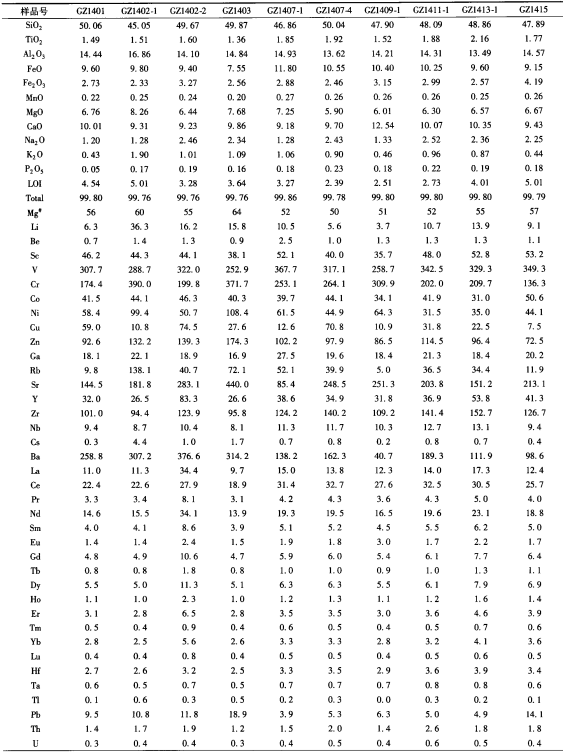 样品号 GZ1401 GZ1402-1 GZ1402-2 GZ1403 GZ1407-1 GZ1407-4 GZ1409-1 GZ1411-1 GZ1413-1 GZ1415
SiO₂ 50.06 45.05 49.67 49.87 46.86 50.04 47.90 48.09 48.86 47.89
TiO₂ 1.49 1.51 1.60 1.36 1.85 1.92 1.52 1.88 2.16 1.77
Al₂O₃ 14.44 16.86 14.10 14.84 14.93 13.62 14.21 14.31 13.49 14.57
FeO 9.60 9.80 9.40 7.55 11.80 10.55 10.40 10.25 9.60 9.15
Fe₂O₃ 2.73 2.33 3.27 2.56 2.88 2.46 3.15 2.99 2.57 4.19
MnO 0.22 0.25 0.24 0.20 0.27 0.26 0.26 0.26 0.25 0.26
MgO 6.76 8.26 6.44 7.68 7.25 5.90 6.01 6.30 6.57 6.67
CaO 10.01 9.31 9.23 9.86 9.18 9.70 12.54 10.07 10.35 9.43
Na₂O 1.20 1.28 2.46 2.34 1.28 2.43 1.33 2.52 2.36 2.25
K₂O 0.43 1.90 1.01 1.09 1.06 0.90 0.46 0.96 0.87 0.44
P₂O₅ 0.05 0.17 0.19 0.16 0.18 0.23 0.18 0.22 0.19 0.18
LOI 4.54 5.01 3.28 3.64 3.27 2.39 2.51 2.73 4.01 5.01
Total 99.80 99.76 99.76 99.76 99.86 99.78 99.80 99.80 99.80 99.79
Mg# 56 60 55 64 52 50 51 52 55 57
Li 6.3 36.3 16.2 15.8 10.5 5.6 3.7 10.7 13.9 9.1
Be 0.7 1.4 1.3 0.9 2.5 1.0 1.3 1.3 1.3 1.1
Sc 46.2 44.3 44.1 38.1 52.1 40.0 35.7 48.0 52.8 53.2
V 307.7 288.7 322.0 252.9 367.7 317.1 258.7 342.5 329.3 349.3
Cr 174.4 390.0 199.8 371.7 253.1 264.1 309.9 202.0 209.7 136.3
Co 41.5 44.1 46.3 40.3 39.7 44.1 34.1 41.9 31.0 50.6
Ni 58.4 99.4 50.7 108.4 61.5 44.9 64.3 31.5 35.0 44.1
Cu 59.0 10.8 74.5 27.6 12.6 70.8 10.9 31.8 22.5 7.5
Zn 92.6 132.2 139.3 174.3 102.2 97.9 86.5 114.5 96.4 72.5
Ga 18.1 22.1 18.9 16.9 27.5 19.6 18.4 21.3 18.4 20.2
Rb 9.8 138.1 40.7 72.1 52.1 39.9 5.0 36.5 34.4 11.9
Sr 144.5 181.8 283.1 440.0 85.4 248.5 251.3 203.8 151.2 213.1
Y 32.0 26.5 83.3 26.6 38.6 34.9 31.8 36.9 53.8 41.3
Zr 101.0 94.4 123.9 95.8 124.2 140.2 109.2 141.4 152.7 126.7
Nb 9.4 8.7 10.4 8.1 11.3 11.7 10.3 12.7 13.1 9.4
Cs 0.3 4.4 1.0 1.7 0.7 0.8 0.2 0.8 0.7 0.4
Ba 258.8 307.2 376.6 314.2 138.2 162.3 40.7 189.3 111.9 98.6
La 11.0 11.3 34.4 9.7 15.0 13.8 12.3 14.0 17.3 12.4
Ce 22.4 22.6 27.9 18.9 31.4 32.7 27.6 32.5 30.5 25.7
Pr 3.3 3.4 8.1 3.1 4.2 4.3 3.6 4.3 5.0 4.0
Nd 14.6 15.5 34.1 13.9 19.3 19.5 16.5 19.6 23.1 18.8
Sm 4.0 4.1 8.6 3.9 5.1 5.2 4.5 5.5 6.2 5.0
Eu 1.4 1.4 2.4 1.5 1.9 1.8 3.0 1.7 2.2 1.7
Gd 4.8 4.9 10.6 4.7 5.9 6.0 5.4 6.1 7.7 6.4
Tb 0.8 0.8 1.8 0.8 1.0 1.0 0.9 1.0 1.3 1.1
Dy 5.5 5.0 11.3 5.1 6.3 6.3 5.5 6.1 7.9 6.9
Ho 1.1 1.0 2.3 1.0 1.2 1.3 1.1 1.2 1.6 1.4
Er 3.1 2.8 6.5 2.8 3.5 3.5 3.0 3.6 4.6 3.9
Tm 0.5 0.4 0.9 0.4 0.5 0.5 0.4 0.5 0.7 0.6
Yb 2.8 2.5 5.6 2.6 3.3 3.3 2.8 3.2 4.1 3.6
Lu 0.4 0.4 0.8 0.4 0.5 0.5 0.4 0.5 0.6 0.5
Hf 2.7 2.6 3.2 2.5 3.3 3.5 2.9 3.6 3.9 3.4
Ta 0.6 0.5 0.7 0.5 0.7 0.7 0.7 0.8 0.8 0.6
Tl 0.1 0.6 0.3 0.5 0.2 0.3 0.0 0.3 0.2 0.1
Pb 9.5 10.8 11.8 18.9 3.9 5.3 6.3 5.0 4.9 14.1
Th 1.4 1.7 1.9 1.2 1.5 2.0 1.4 2.6 1.8 1.8
U 0.3 0.4 0.4 0.3 0.4 0.4 0.4 0.6 0.5 0.4